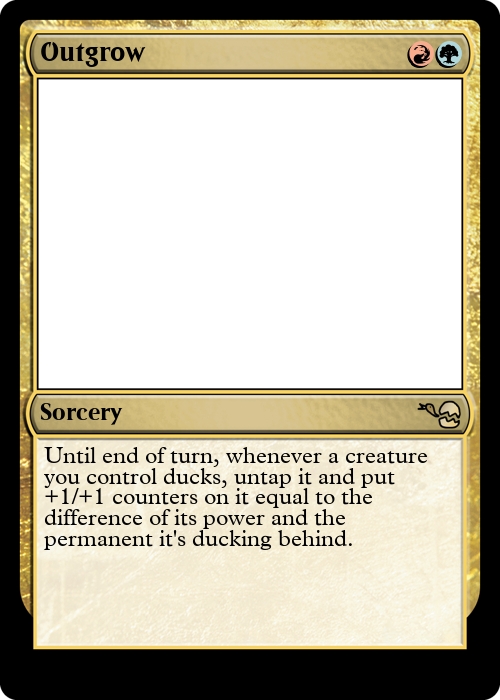 Outgrow
Sorcery
Until end of turn, whenever a creature
you control ducks, untap it and put
+1/+1 counters on it equal to the
difference of its power and the
permanent it's ducking behind.